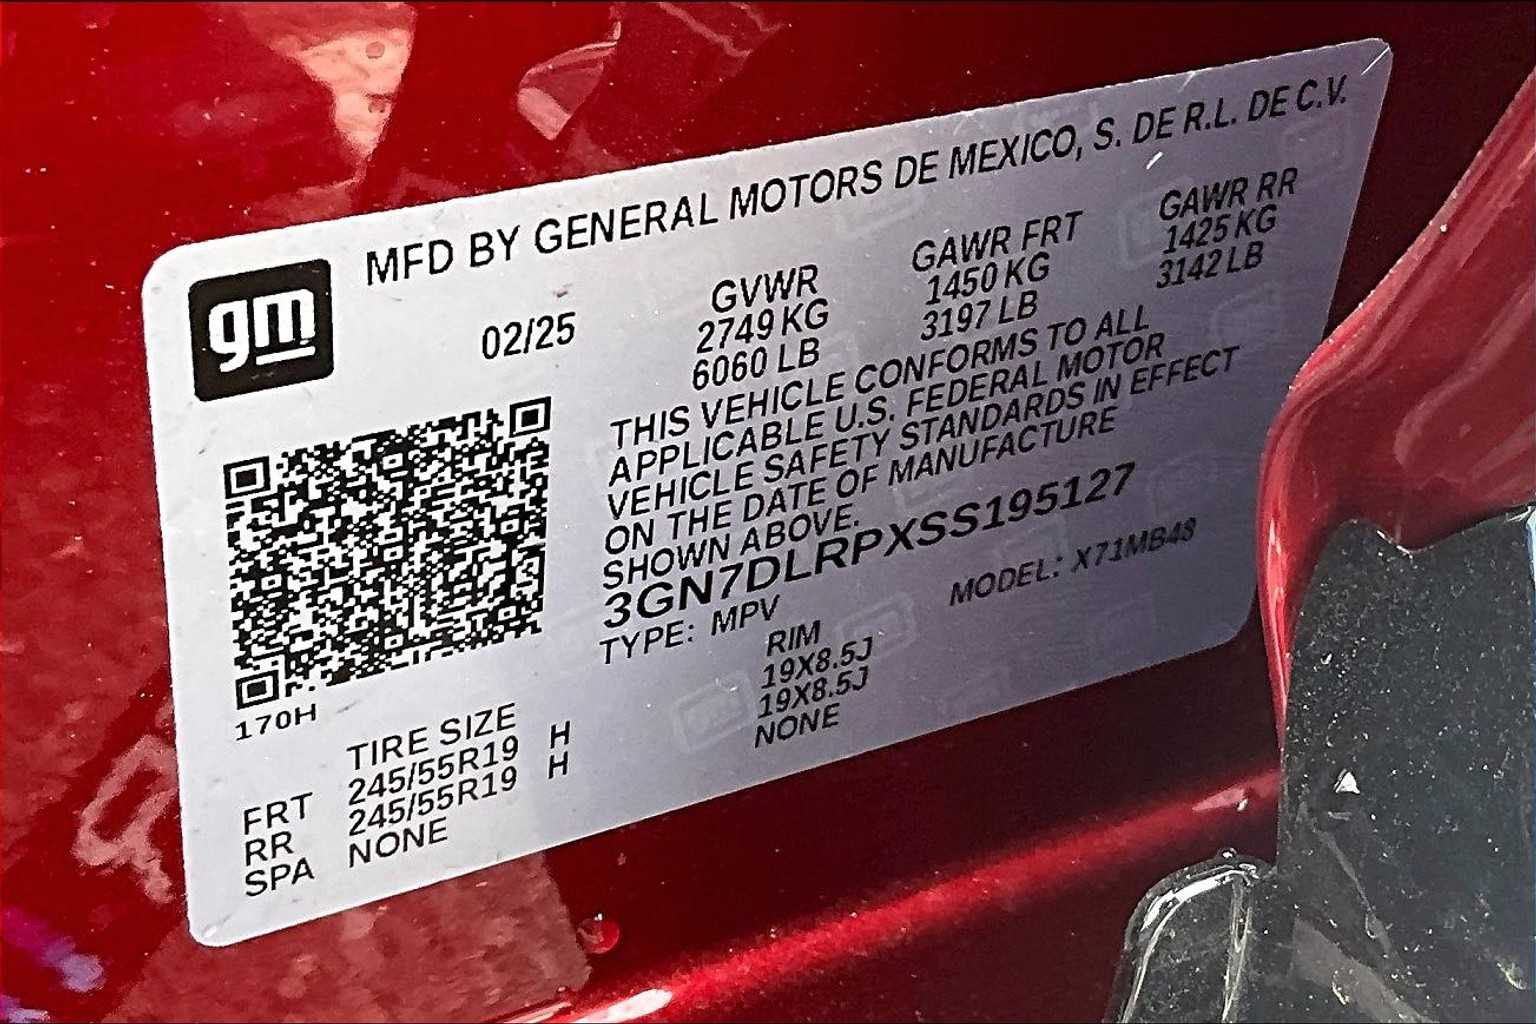 MFD BY GENERAL MOTORS DE MEXICO, S. DE R.L. DE C.V.
gm
02/25
GVWR
2749 KG
6060 LB
GAWR FRT
1450 KG
3197 LB
GAWR RR
1425 KG
3142 LB
THIS VEHICLE CONFORMS TO ALL
APPLICABLE U.S. FEDERAL MOTOR
VEHICLE SAFETY STANDARDS IN EFFECT
ON THE DATE OF MANUFACTURE
SHOWN ABOVE.
3GN7DLRPXSS195127
TYPE: MPV
MODEL: X71MB48
170H
TIRE SIZE
RIM
FRT 245/55R19 H 19X8.5J
RR 245/55R19 H 19X8.5J
SPA NONE NONE